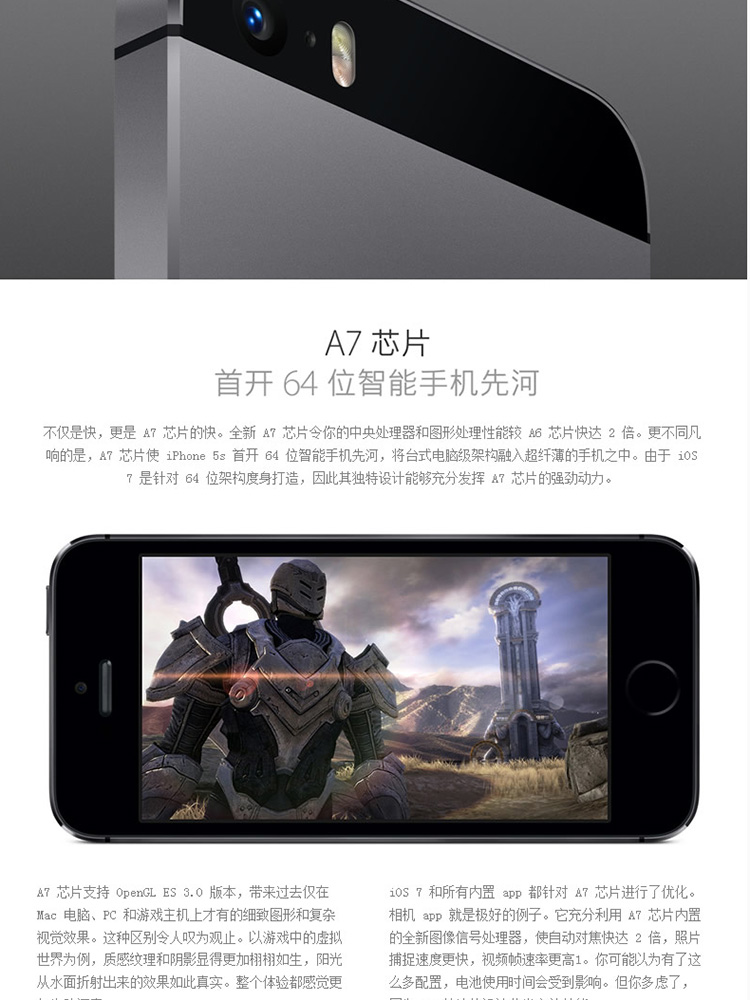 A7 芯片
首开 64 位智能手机先河
不仅是快，更是 A7 芯片的快。全新 A7 芯片令你的中央处理器和图形处理性能较 A6 芯片快达 2 倍。更不同凡
响的是，A7 芯片使 iPhone 5s 首开 64 位智能手机先河，将台式电脑级架构融入超纤薄的手机之中。由于 iOS
7 是针对 64 位架构度身打造，因此其独特设计能够充分发挥 A7 芯片的强劲动力。
A7 芯片支持 OpenGL ES 3.0 版本，带来过去仅在
Mac 电脑、PC 和游戏主机上才有的细致图形和复杂
视觉效果。这种区别令人叹为观止。以游戏中的虚拟
世界为例，质感纹理和阴影显得更加栩栩如生，阳光
从水面折射出来的效果如此真实。整个体验都感觉更
iOS 7 和所有内置 app 都针对 A7 芯片进行了优化。
相机 app 就是极好的例子。它充分利用 A7 芯片内置
的全新图像信号处理器，使自动对焦快达 2 倍，照片
捕捉速度更快，视频帧速率更高1。你可能以为有了这
么多配置，电池使用时间会受到影响。但你多虑了，